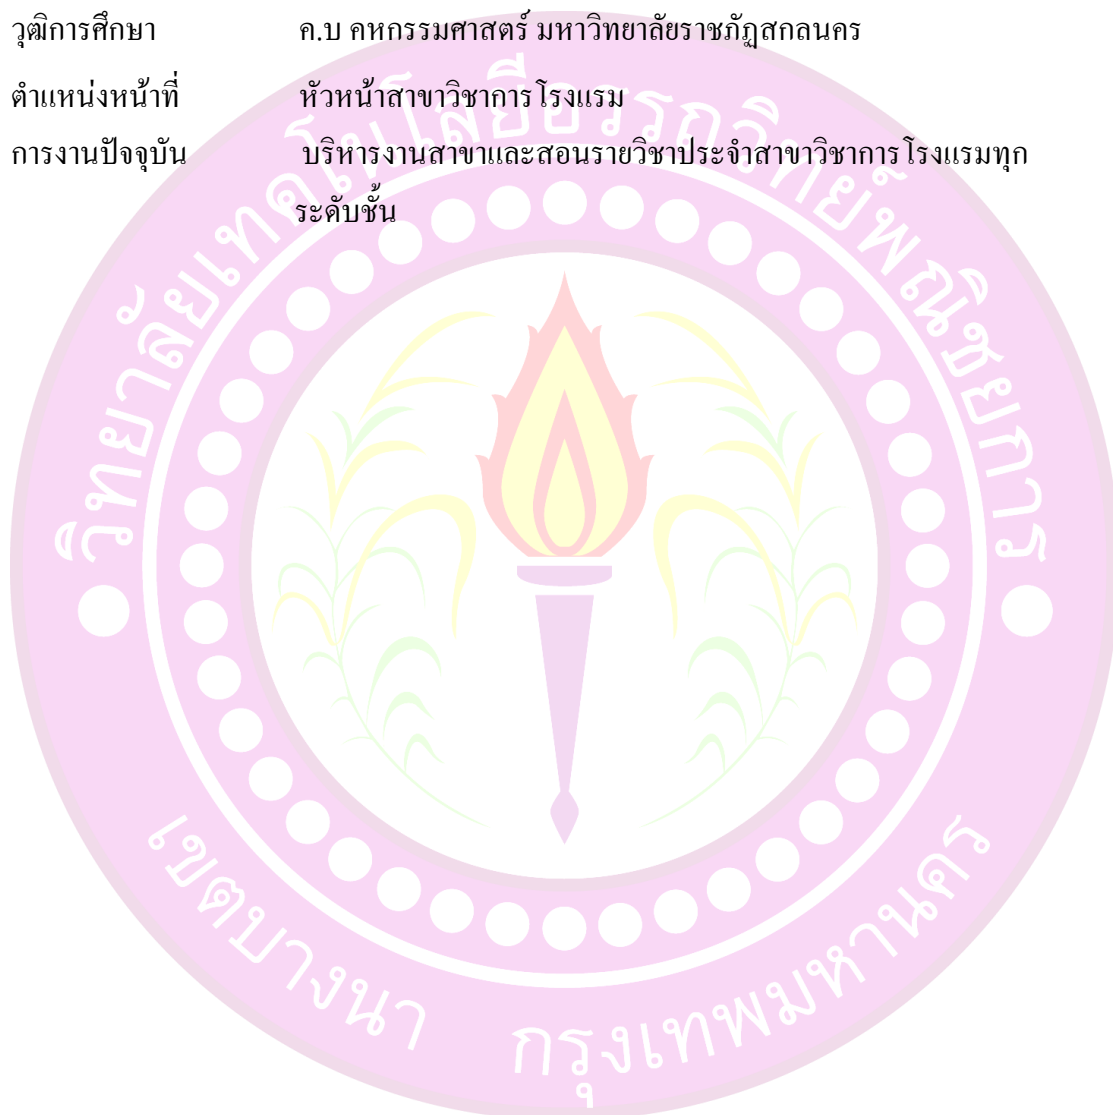 วุฒิการศึกษา ค.บ คหกรรมศาสตร์ มหาวิทยาลัยราชภัฏสกลนคร
ตำแหน่งหน้าที่ หัวหน้าสาขาวิชาการโรงแรม
การงานปัจจุบัน บริหารงานสาขาและสอนรายวิชาประจำสาขาวิชาการโรงแรมทุก
ระดับชั้น
วิทยาลัยเทคโนโลยีอรรถวิทย์พณิชยการ
เขตบางนา กรุงเทพมหานคร